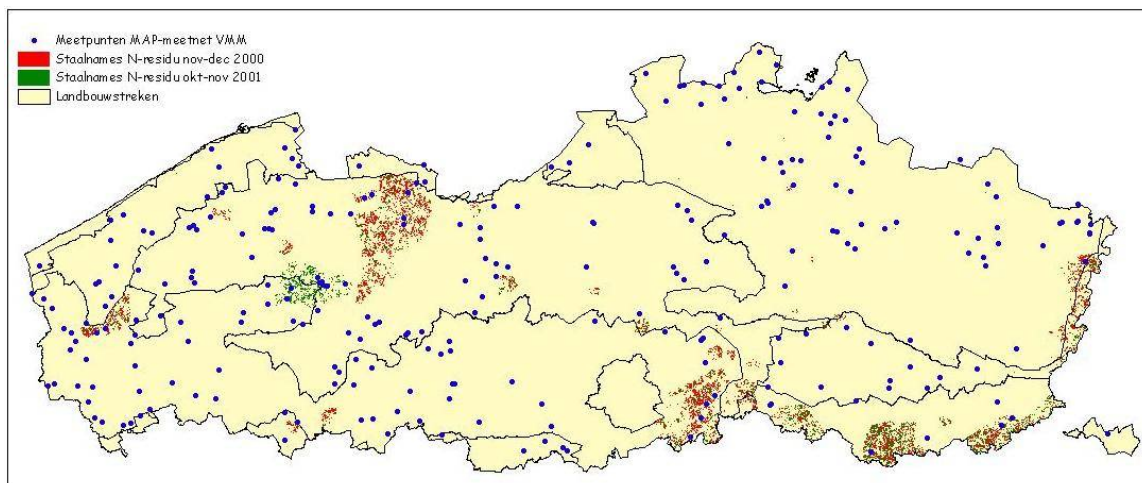 Meetpunten MAP-meetnet VMM
Staalnames N-residu nov-dec 2000
Staalnames N-residu okt-nov 2001
Landbouwstreken